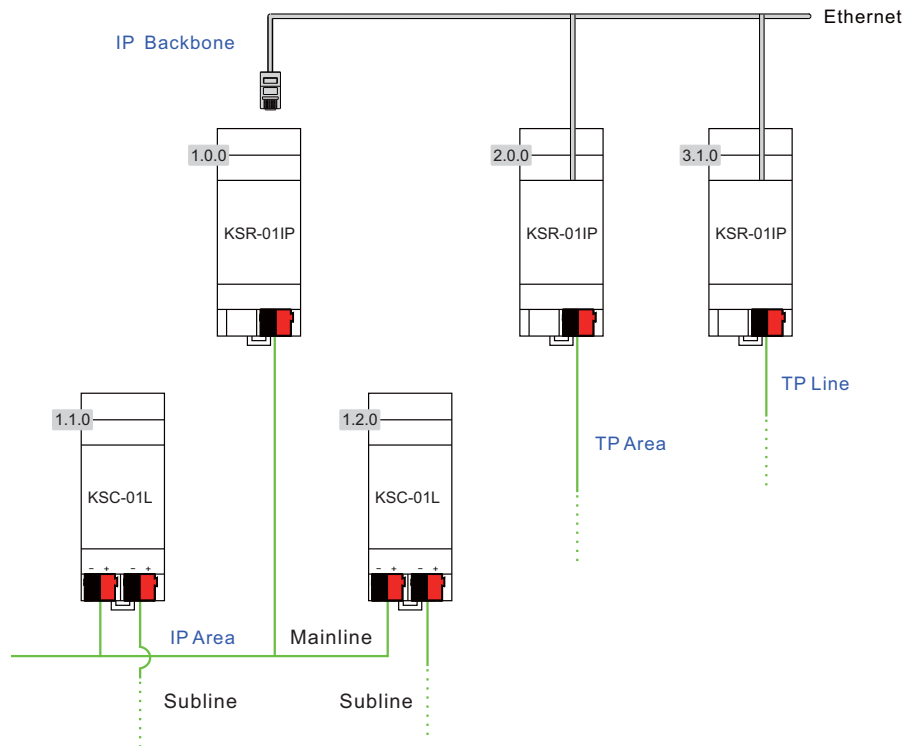 Ethernet
IP Backbone
1.0.0
2.0.0
3.1.0
KSR-01IP
KSR-01IP
KSR-01IP
TP Line
1.1.0
1.2.0
TP Area
KSC-01L
KSC-01L
- + - +
- + - +
IP Area
Mainline
Subline
Subline